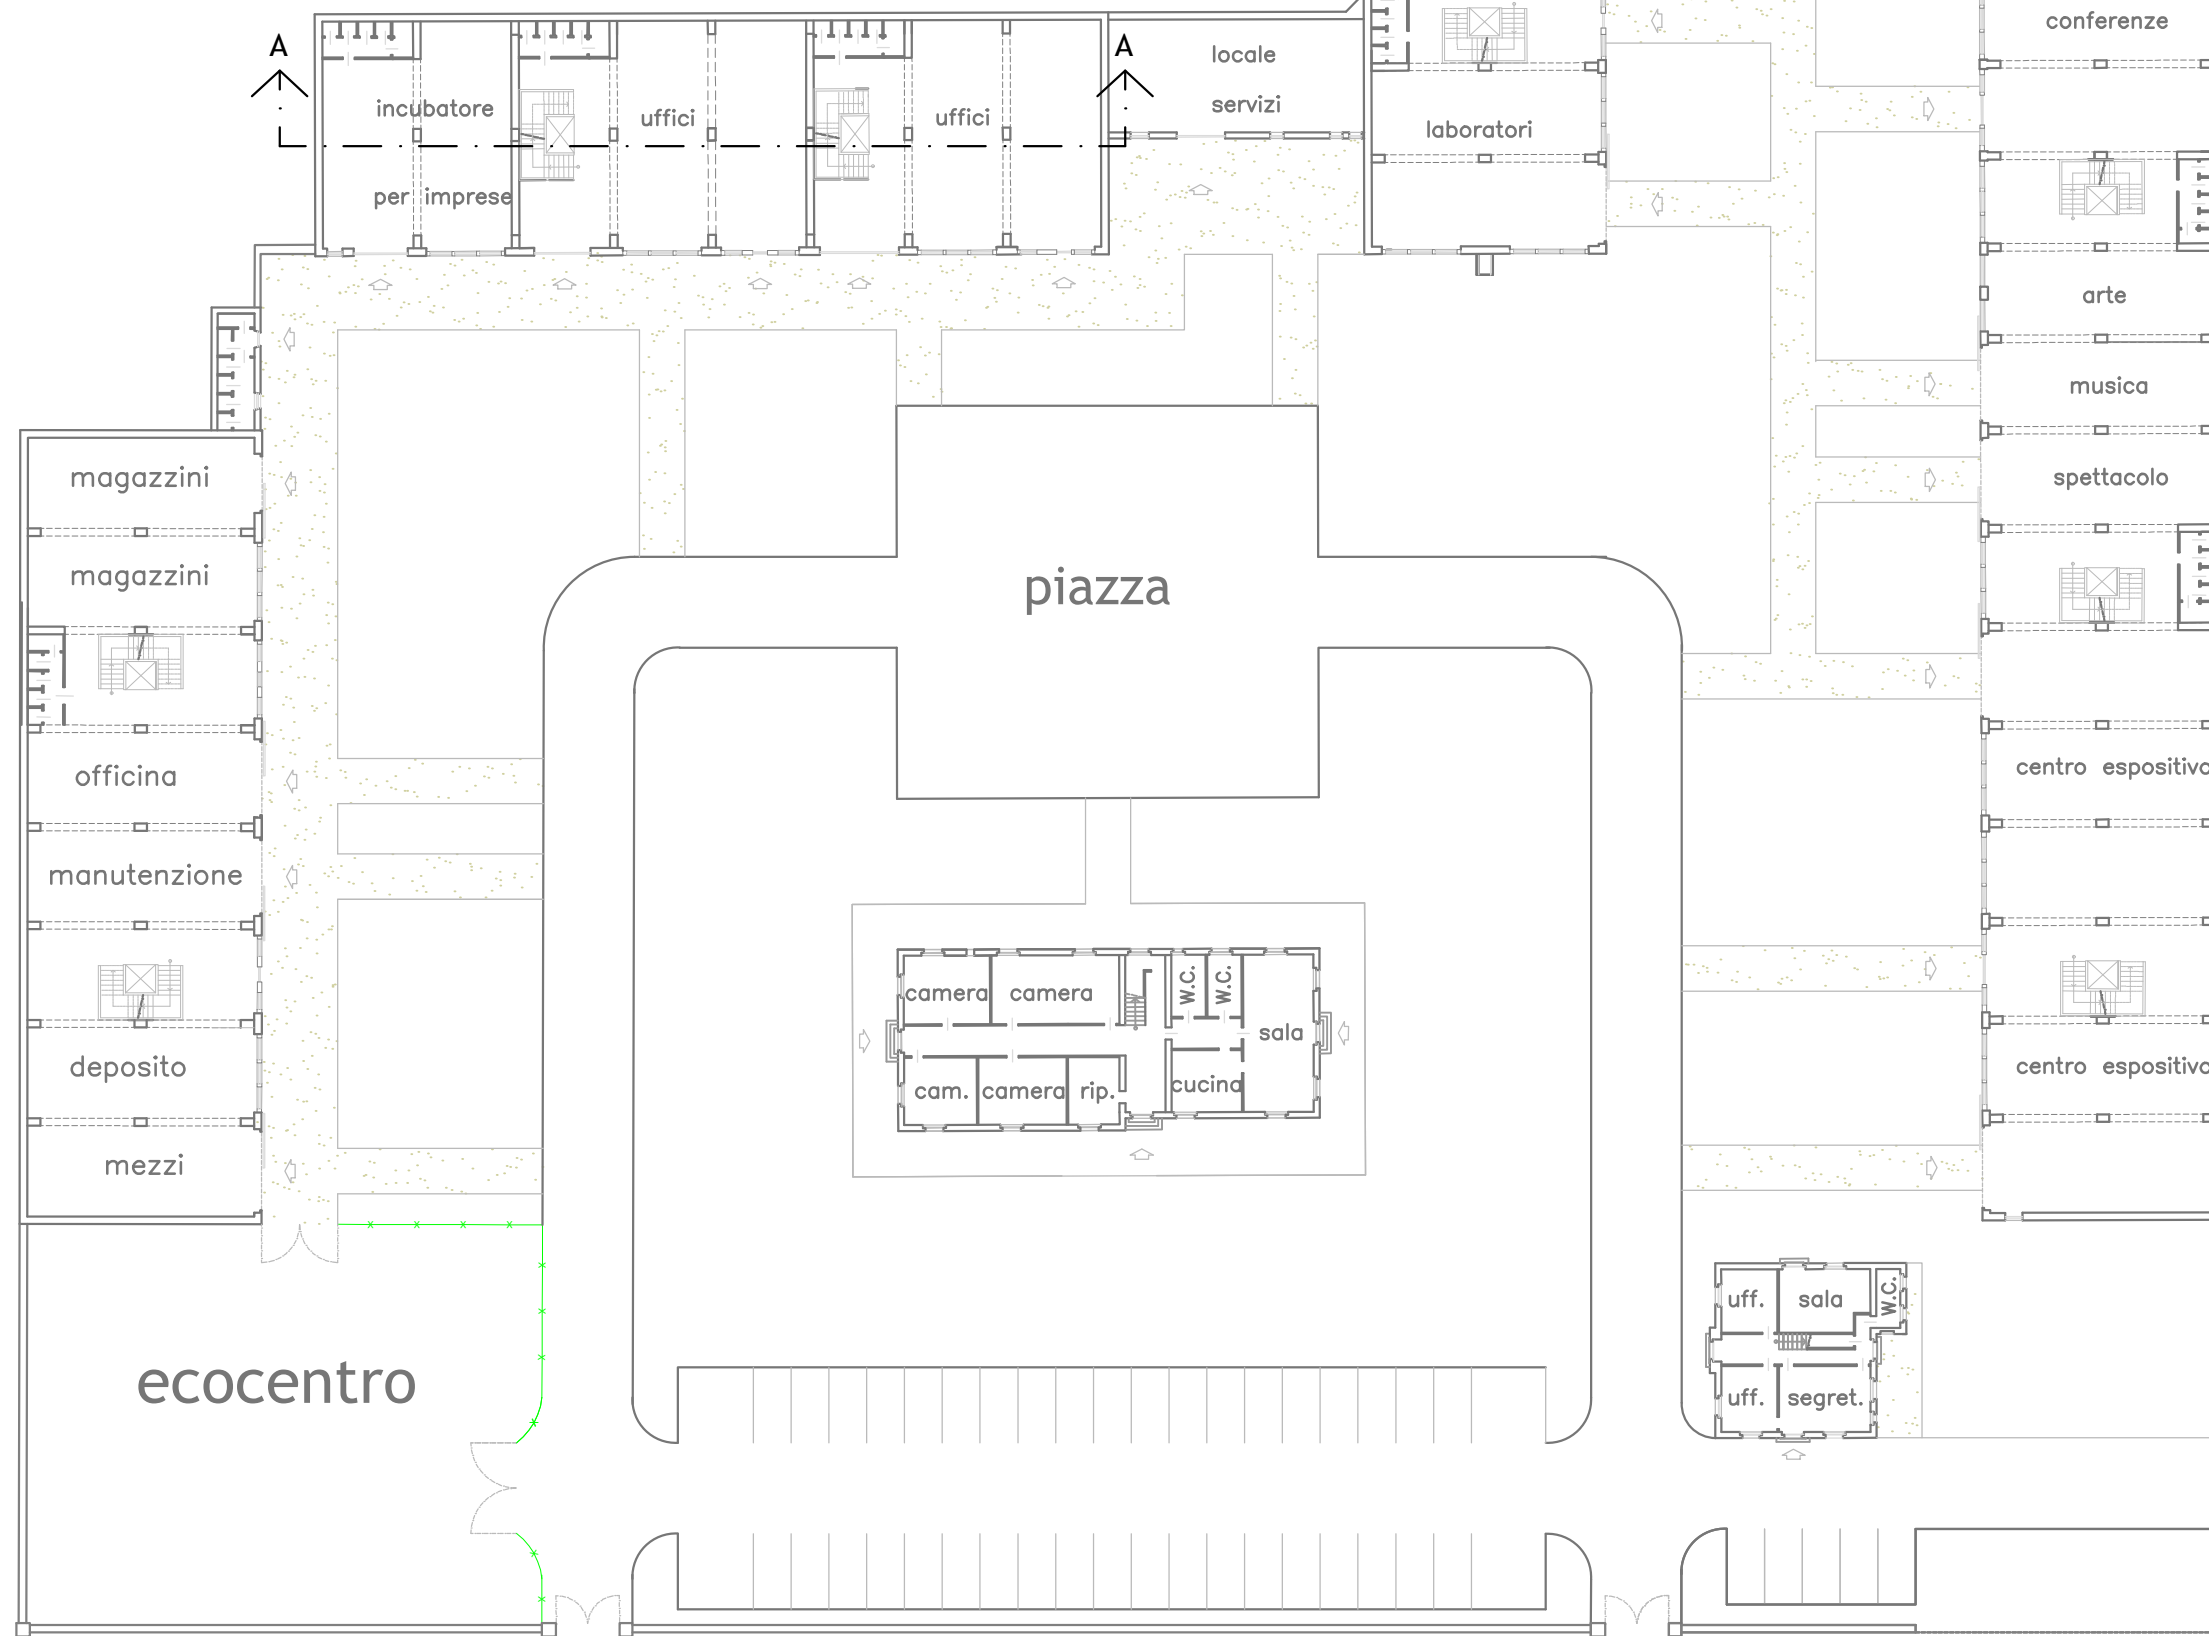 conferenze
A
A
locale
servizi
incubatore
per imprese
uffici
uffici
laboratori
arte
musica
spettacolo
magazzini
magazzini
piazza
officina
centro espositivo
manutenzione
camera
camera
W.C.
W.C.
sala
deposito
centro espositivo
cam.
camera
rip.
cucina
mezzi
uff.
sala
W.C.
ecocentro
uff.
segret.